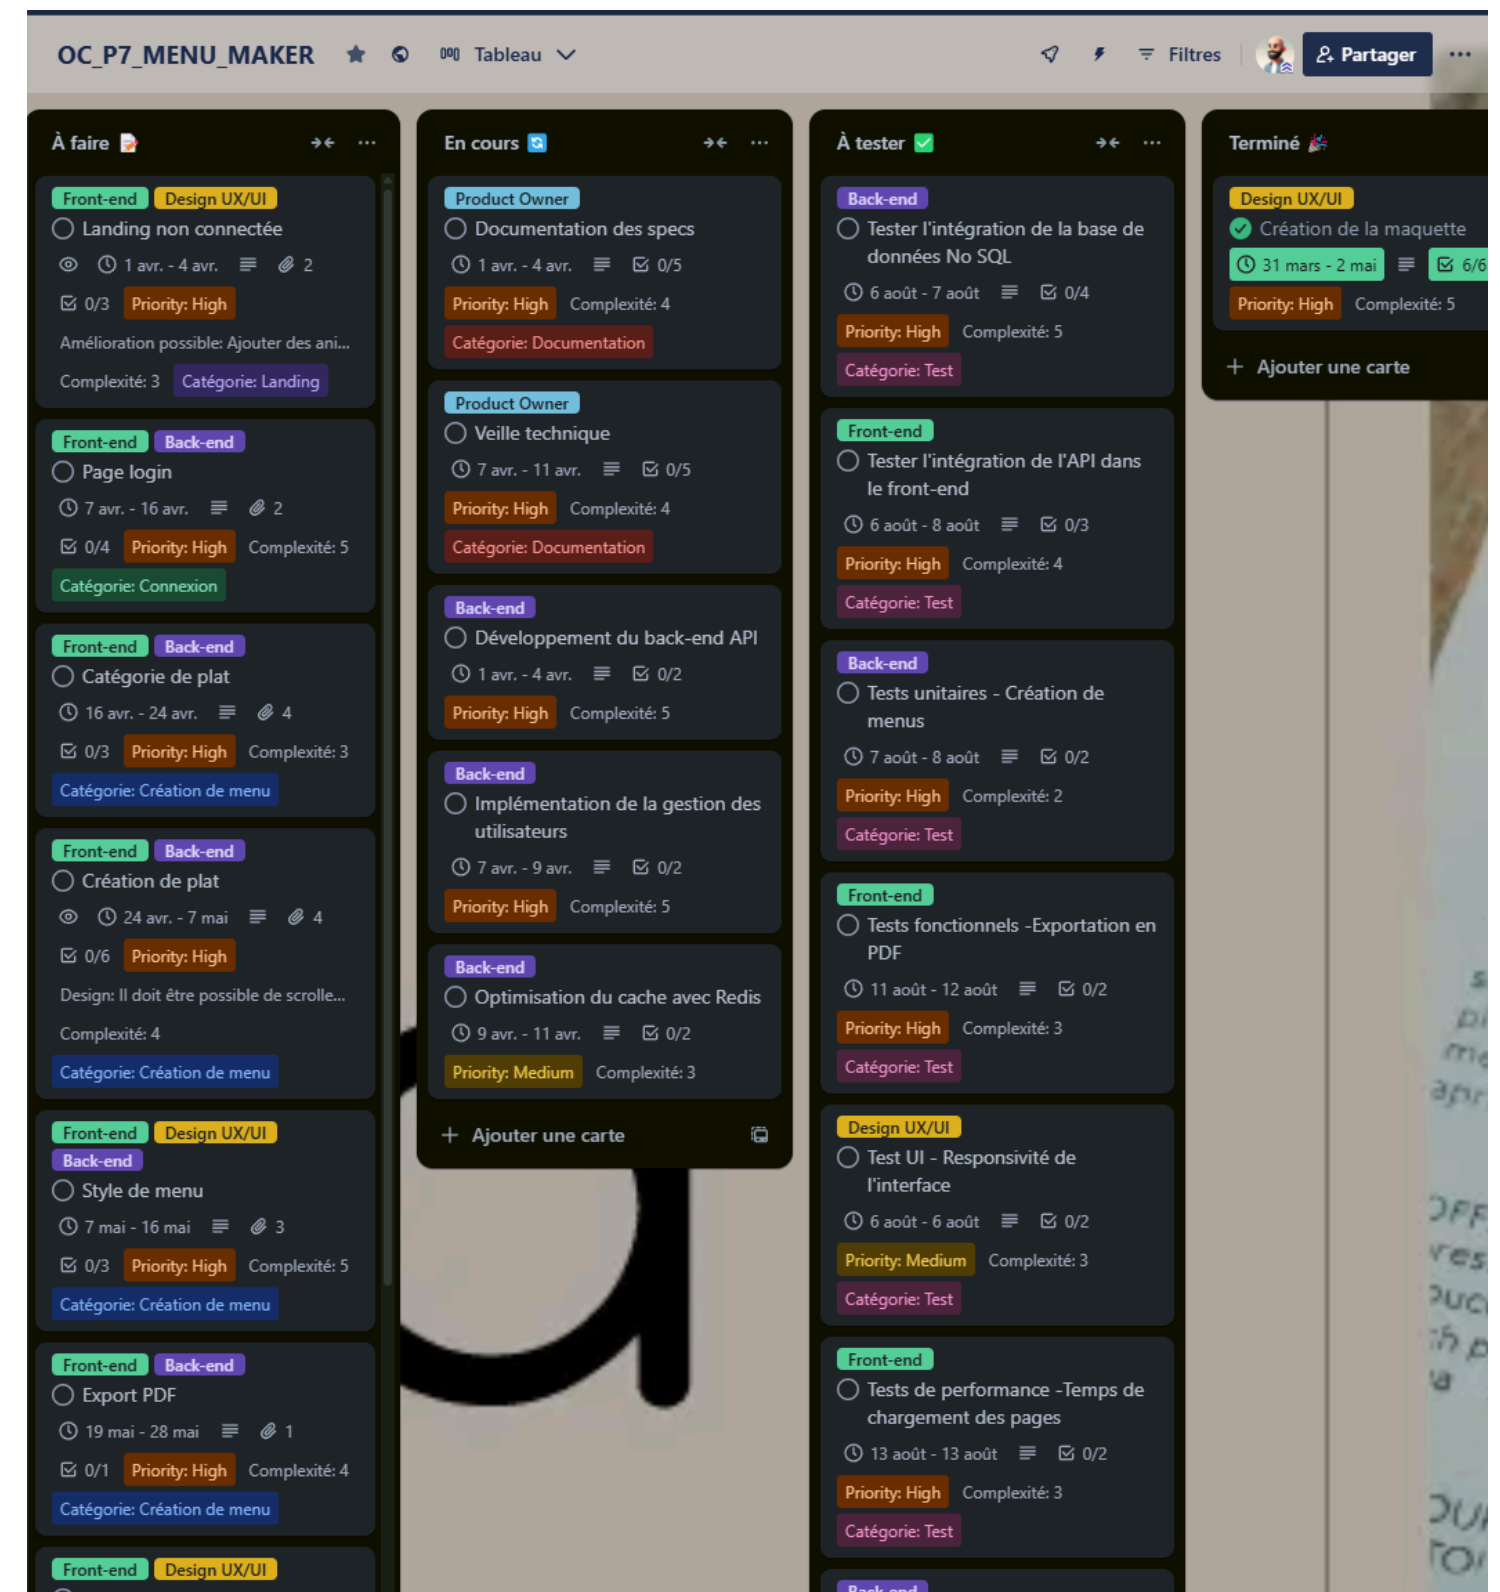 OC_P7_MENU_MAKER
Tableau
Filtres
Partager
À faire
Front-end Design UX/UI
Landing non connectée
1 avr. - 4 avr. 2
0/3 Priority: High
Amélioration possible: Ajouter des ani...
Complexité: 3 Catégorie: Landing
Front-end Back-end
Page login
7 avr. - 16 avr. 2
0/4 Priority: High Complexité: 5
Catégorie: Connexion
Front-end Back-end
Catégorie de plat
16 avr. - 24 avr. 4
0/3 Priority: High Complexité: 3
Catégorie: Création de menu
Front-end Back-end
Création de plat
24 avr. - 7 mai 4
0/6 Priority: High
Design: Il doit être possible de scrolle...
Complexité: 4
Catégorie: Création de menu
Front-end Design UX/UI
Back-end
Style de menu
7 mai - 16 mai 3
0/3 Priority: High Complexité: 5
Catégorie: Création de menu
Front-end Back-end
Export PDF
19 mai - 28 mai 1
0/1 Priority: High Complexité: 4
Catégorie: Création de menu
Front-end Design UX/UI
En cours
Product Owner
Documentation des specs
1 avr. - 4 avr. 0/5
Priority: High Complexité: 4
Catégorie: Documentation
Product Owner
Veille technique
7 avr. - 11 avr. 0/5
Priority: High Complexité: 4
Catégorie: Documentation
Back-end
Développement du back-end API
1 avr. - 4 avr. 0/2
Priority: High Complexité: 5
Back-end
Implémentation de la gestion des
utilisateurs
7 avr. - 9 avr. 0/2
Priority: High Complexité: 5
Back-end
Optimisation du cache avec Redis
9 avr. - 11 avr. 0/2
Priority: Medium Complexité: 3
+ Ajouter une carte
À tester
Back-end
Tester l'intégration de la base de
données No SQL
6 août - 7 août 0/4
Priority: High Complexité: 5
Catégorie: Test
Front-end
Tester l'intégration de l'API dans
le front-end
6 août - 8 août 0/3
Priority: High Complexité: 4
Catégorie: Test
Back-end
Tests unitaires - Création de
menus
7 août - 8 août 0/2
Priority: High Complexité: 2
Catégorie: Test
Front-end
Tests fonctionnels -Exportation en
PDF
11 août - 12 août 0/2
Priority: High Complexité: 3
Catégorie: Test
Design UX/UI
Test UI - Responsivité de
l'interface
6 août - 6 août 0/2
Priority: Medium Complexité: 3
Catégorie: Test
Front-end
Tests de performance -Temps de
chargement des pages
13 août - 13 août 0/2
Priority: High Complexité: 3
Catégorie: Test
Back-end
Terminé
Design UX/UI
Création de la maquette
31 mars - 2 mai 6/6
Priority: High Complexité: 5
+ Ajouter une carte